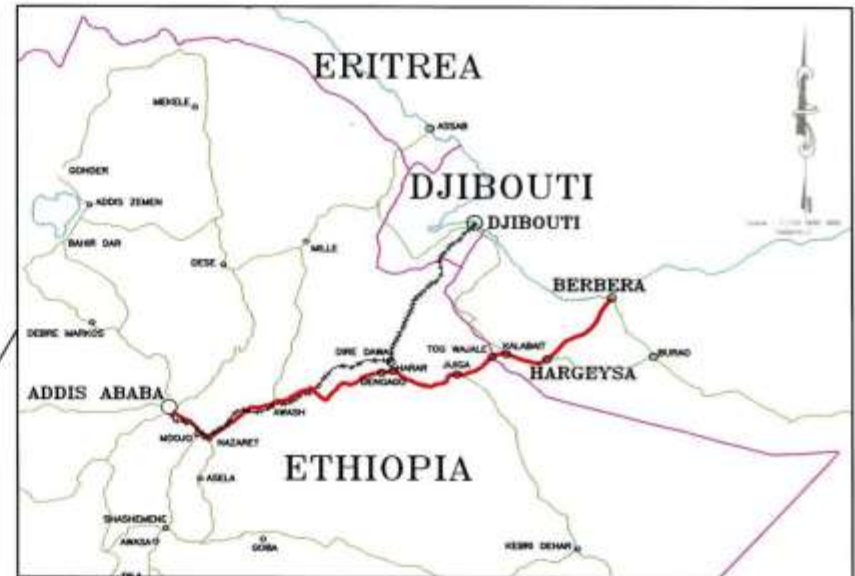 ERITREA
MEKELE
ASSAB
GONDER
DJIBOUTI
ADDIS ZEMEN
DJIBOUTI
BAHIR DAR
MILLE
DESE
BERBERA
DEBRE MARKOS
DIRE DAWA
TOG WAJALE
KALABAIT
BURAO
HARAR
JIJIGA
HARGEYSA
DENGAGO
ADDIS ABABA
AWASH
MODJO
NAZARET
ETHIOPIA
ASELA
SHASHEMENE
AWASA
GOBA
KEBRI DEHAR